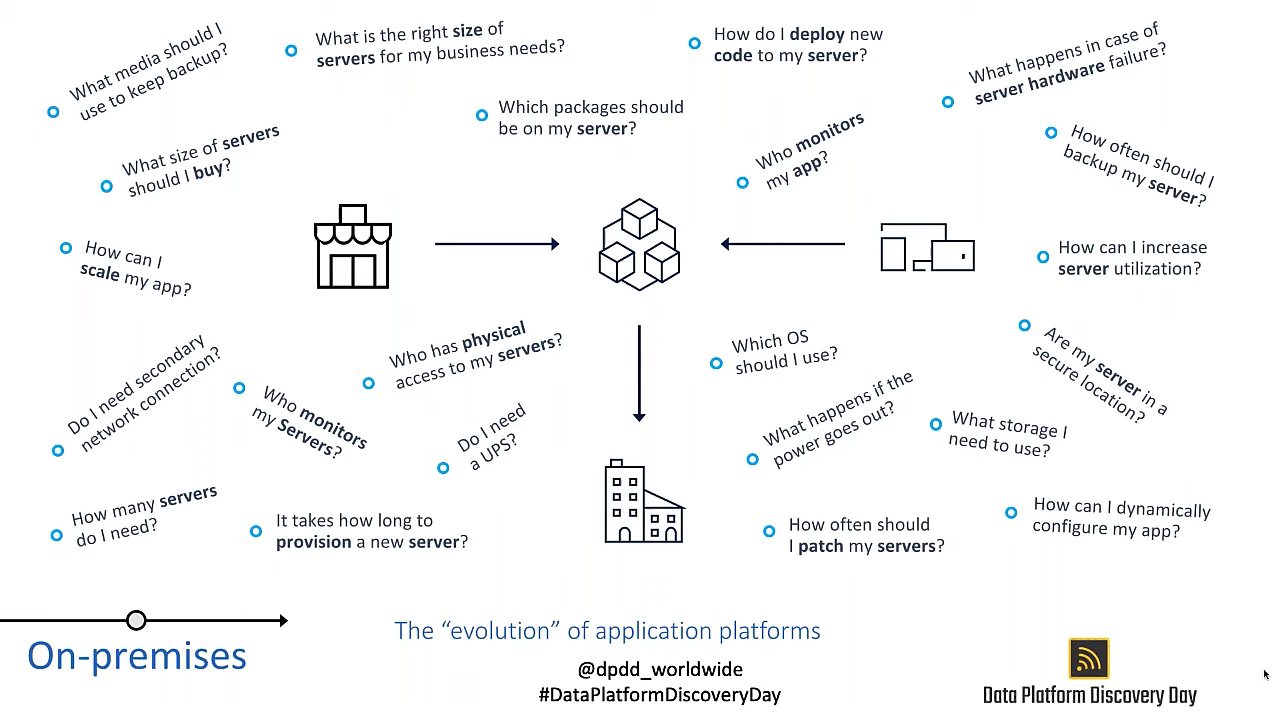 What media should I
use to keep backup?
What is the right size of
servers for my business needs?
How do I deploy new
code to my server?
What happens in case of
server hardware failure?
Which packages should
be on my server?
What size of servers
should I buy?
Who monitors
my app?
How often should I
backup my server?
How can I
scale my app?
How can I increase
server utilization?
Do I need secondary
network connection?
Who has physical
access to my servers?
Which OS
should I use?
Are my server in a
secure location?
Who monitors
my Servers?
Do I need
a UPS?
What happens if the
power goes out?
What storage I
need to use?
How many servers
do I need?
It takes how long to
provision a new server?
How often should
I patch my servers?
How can I dynamically
configure my app?
On-premises
The “evolution” of application platforms
@dpdd_worldwide
#DataPlatformDiscoveryDay
Data Platform Discovery Day